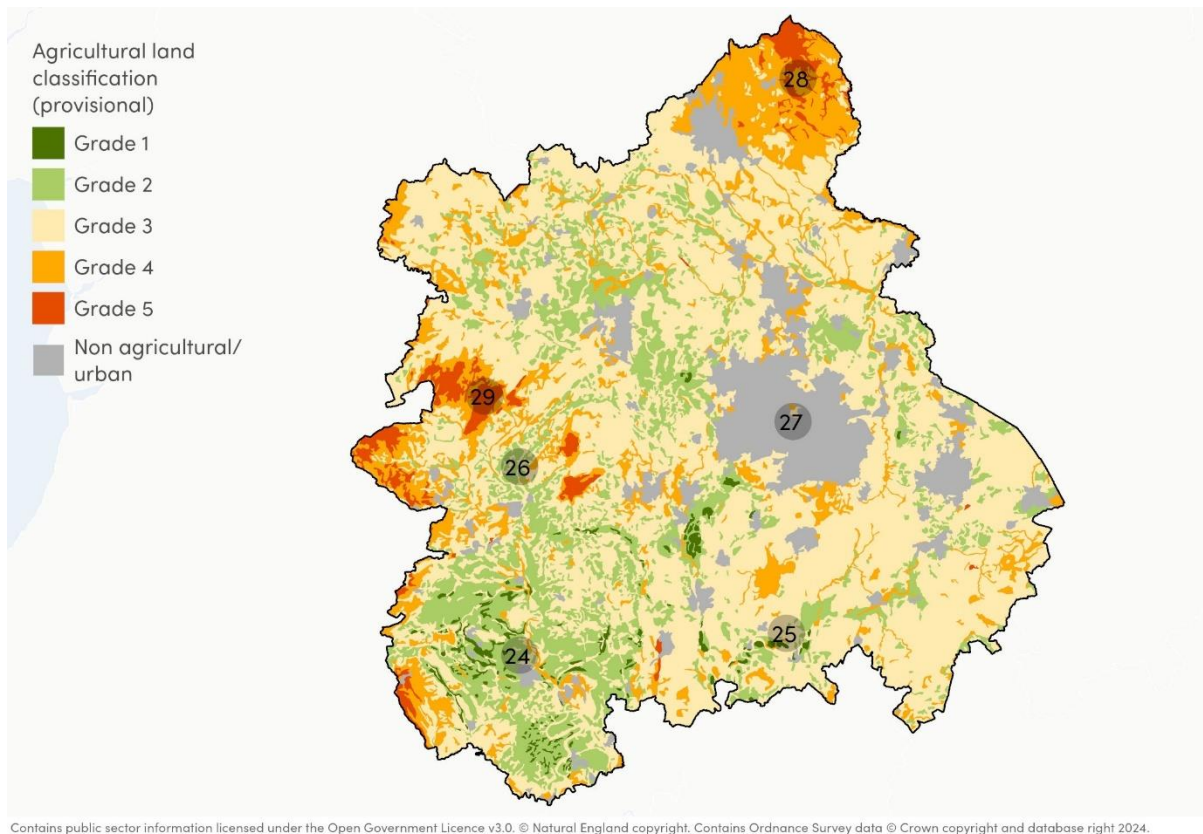 Agricultural land
classification
(provisional)
Grade 1
Grade 2
Grade 3
Grade 4
Grade 5
Non agricultural/
urban
28
29
27
26
25
24
Contains public sector information licensed under the Open Government Licence v3.0. © Natural England copyright. Contains Ordnance Survey data © Crown copyright and database right 2024.